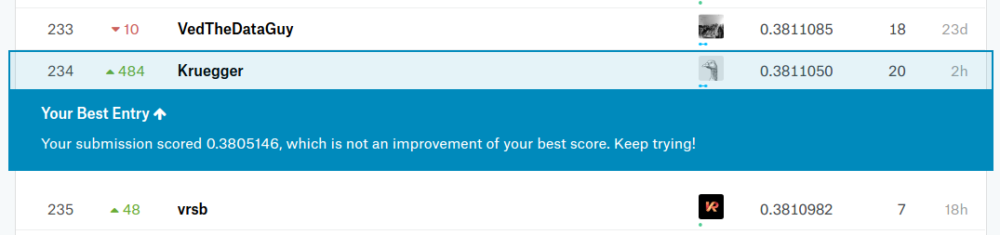 233 10 VedTheDataGuy 0.3811085 18 23d
234 484 Kruegger 0.3811050 20 2h
Your Best Entry
Your submission scored 0.3805146, which is not an improvement of your best score. Keep trying!
235 48 vrsb VR 0.3810982 7 18h